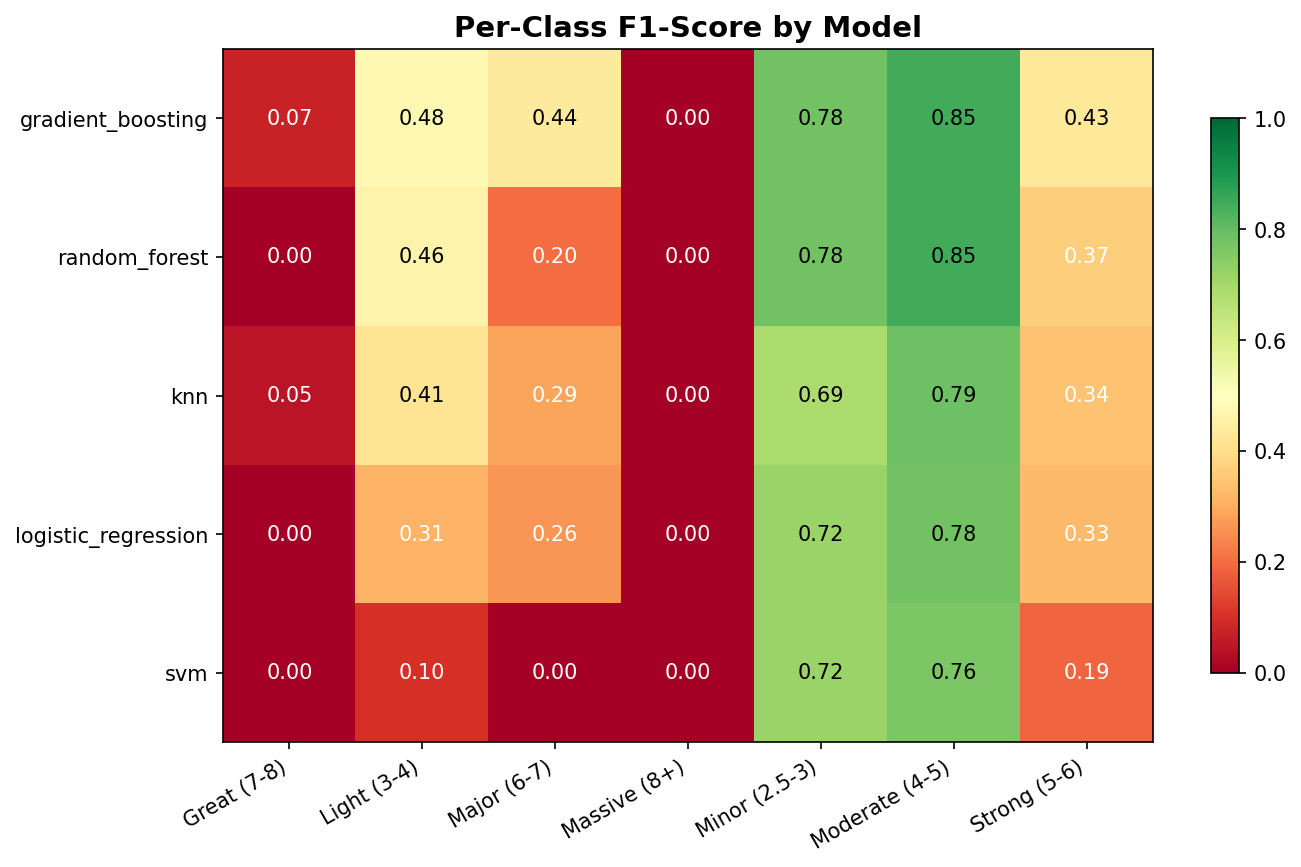 Per-Class F1-Score by Model
gradient_boosting 0.07 0.48 0.44 0.00 0.78 0.85 0.43
random_forest 0.00 0.46 0.20 0.00 0.78 0.85 0.37
knn 0.05 0.41 0.29 0.00 0.69 0.79 0.34
logistic_regression 0.00 0.31 0.26 0.00 0.72 0.78 0.33
svm 0.00 0.10 0.00 0.00 0.72 0.76 0.19
Great (7-8)
Light (3-4)
Major (6-7)
Massive (8+)
Minor (2.5-3)
Moderate (4-5)
Strong (5-6)
1.0
0.8
0.6
0.4
0.2
0.0